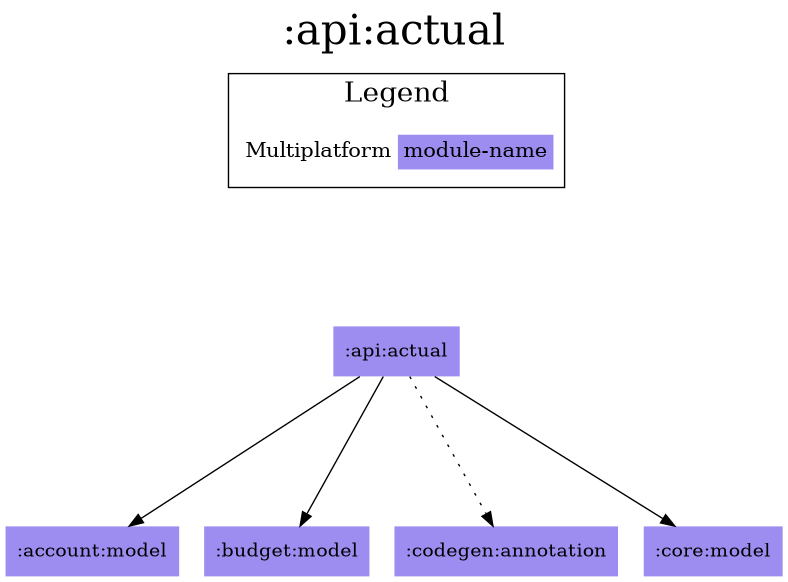 :api:actual
Legend
Multiplatform module-name
:api:actual
:account:model :budget:model :codegen:annotation :core:model